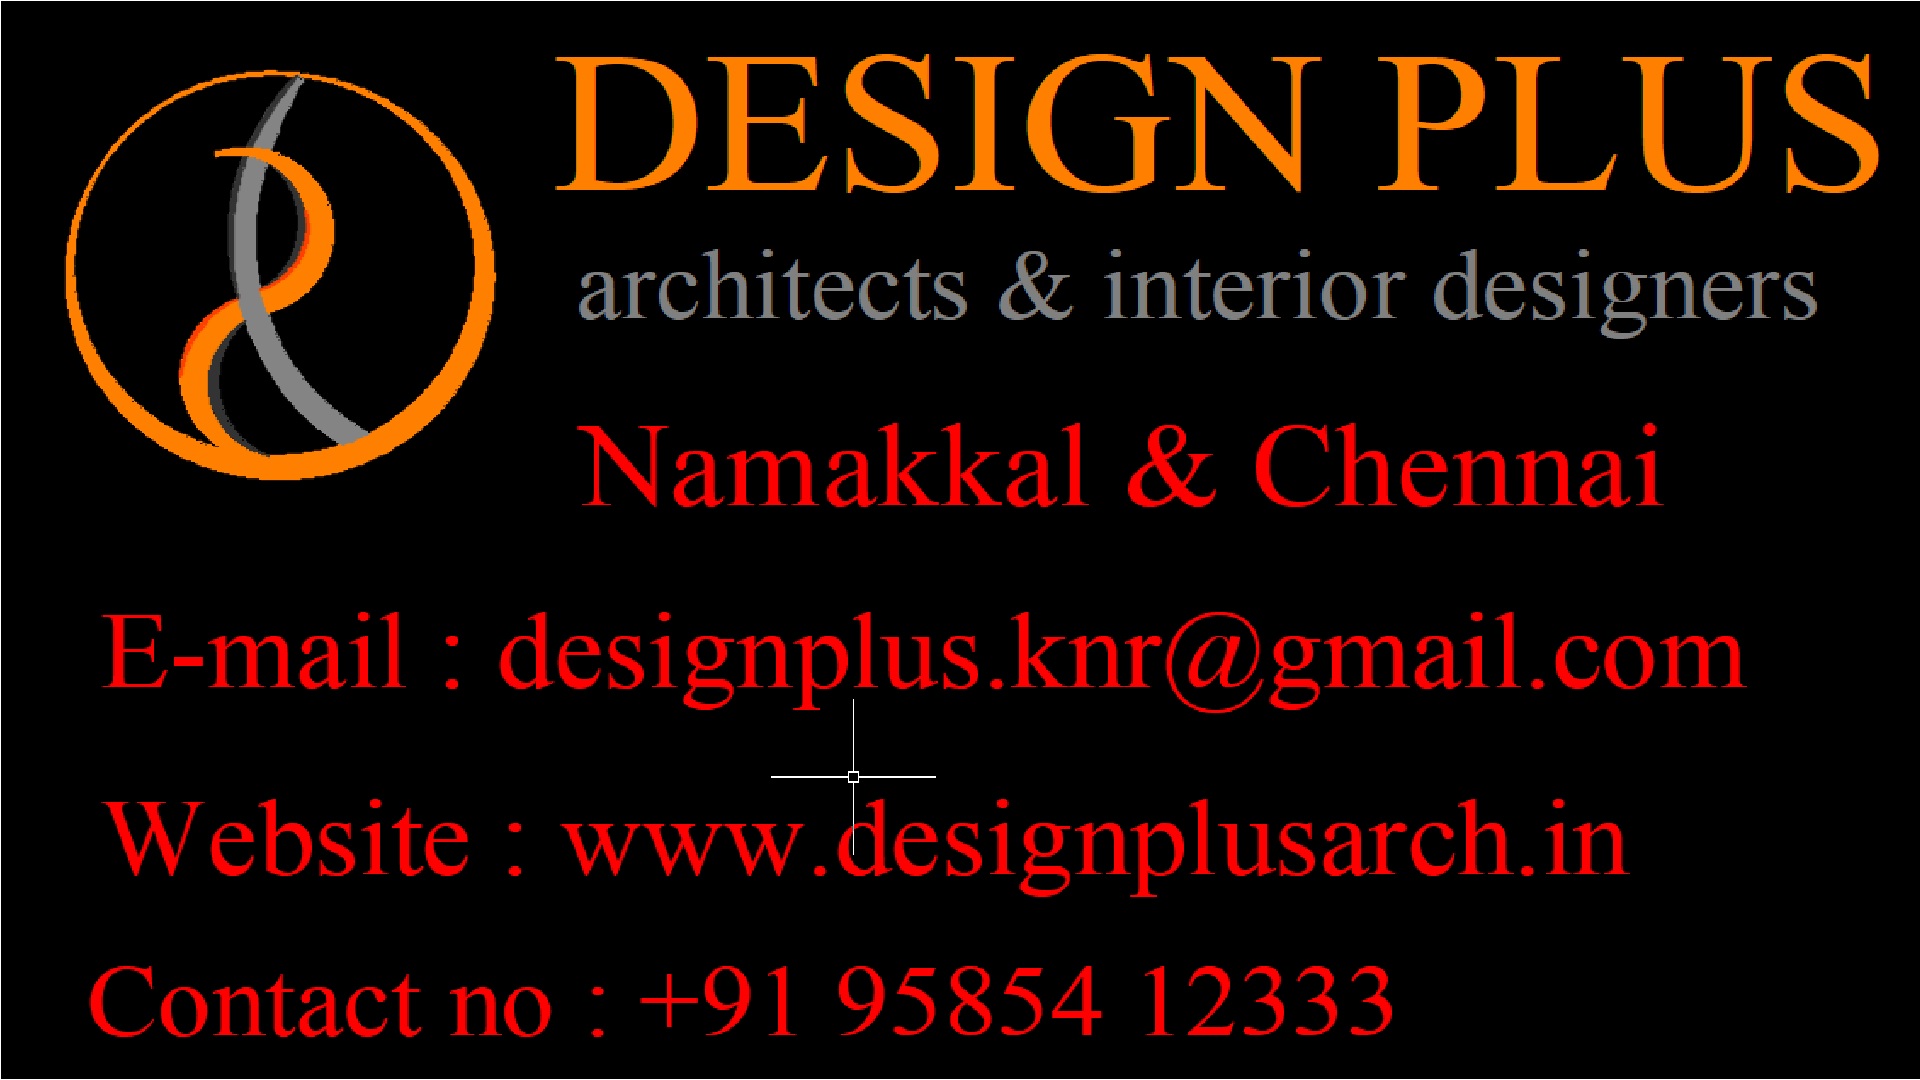 DESIGN PLUS
architects & interior designers
Namakkal & Chennai
E-mail : designplus.knr@gmail.com
Website : www.designplusarch.in
Contact no : +91 95854 12333